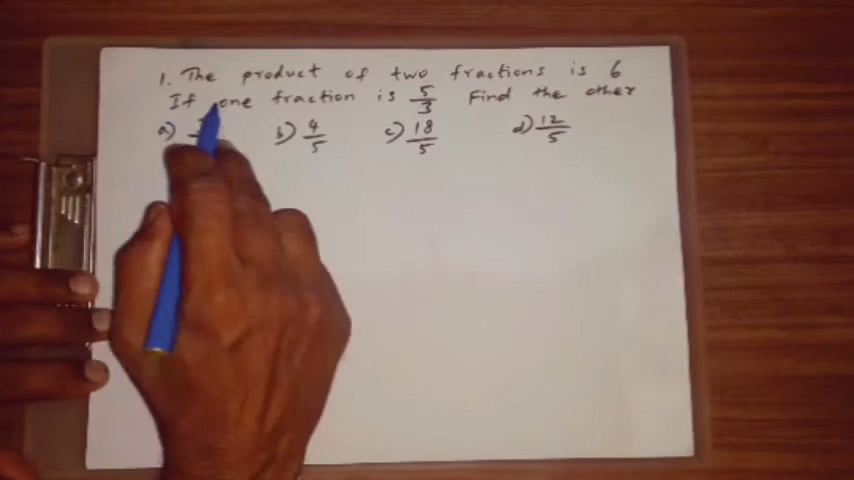 1. The product of two fractions is 6
If one fraction is 5/3 Find the other
a) b) 4/5 c) 18/5 d) 12/5